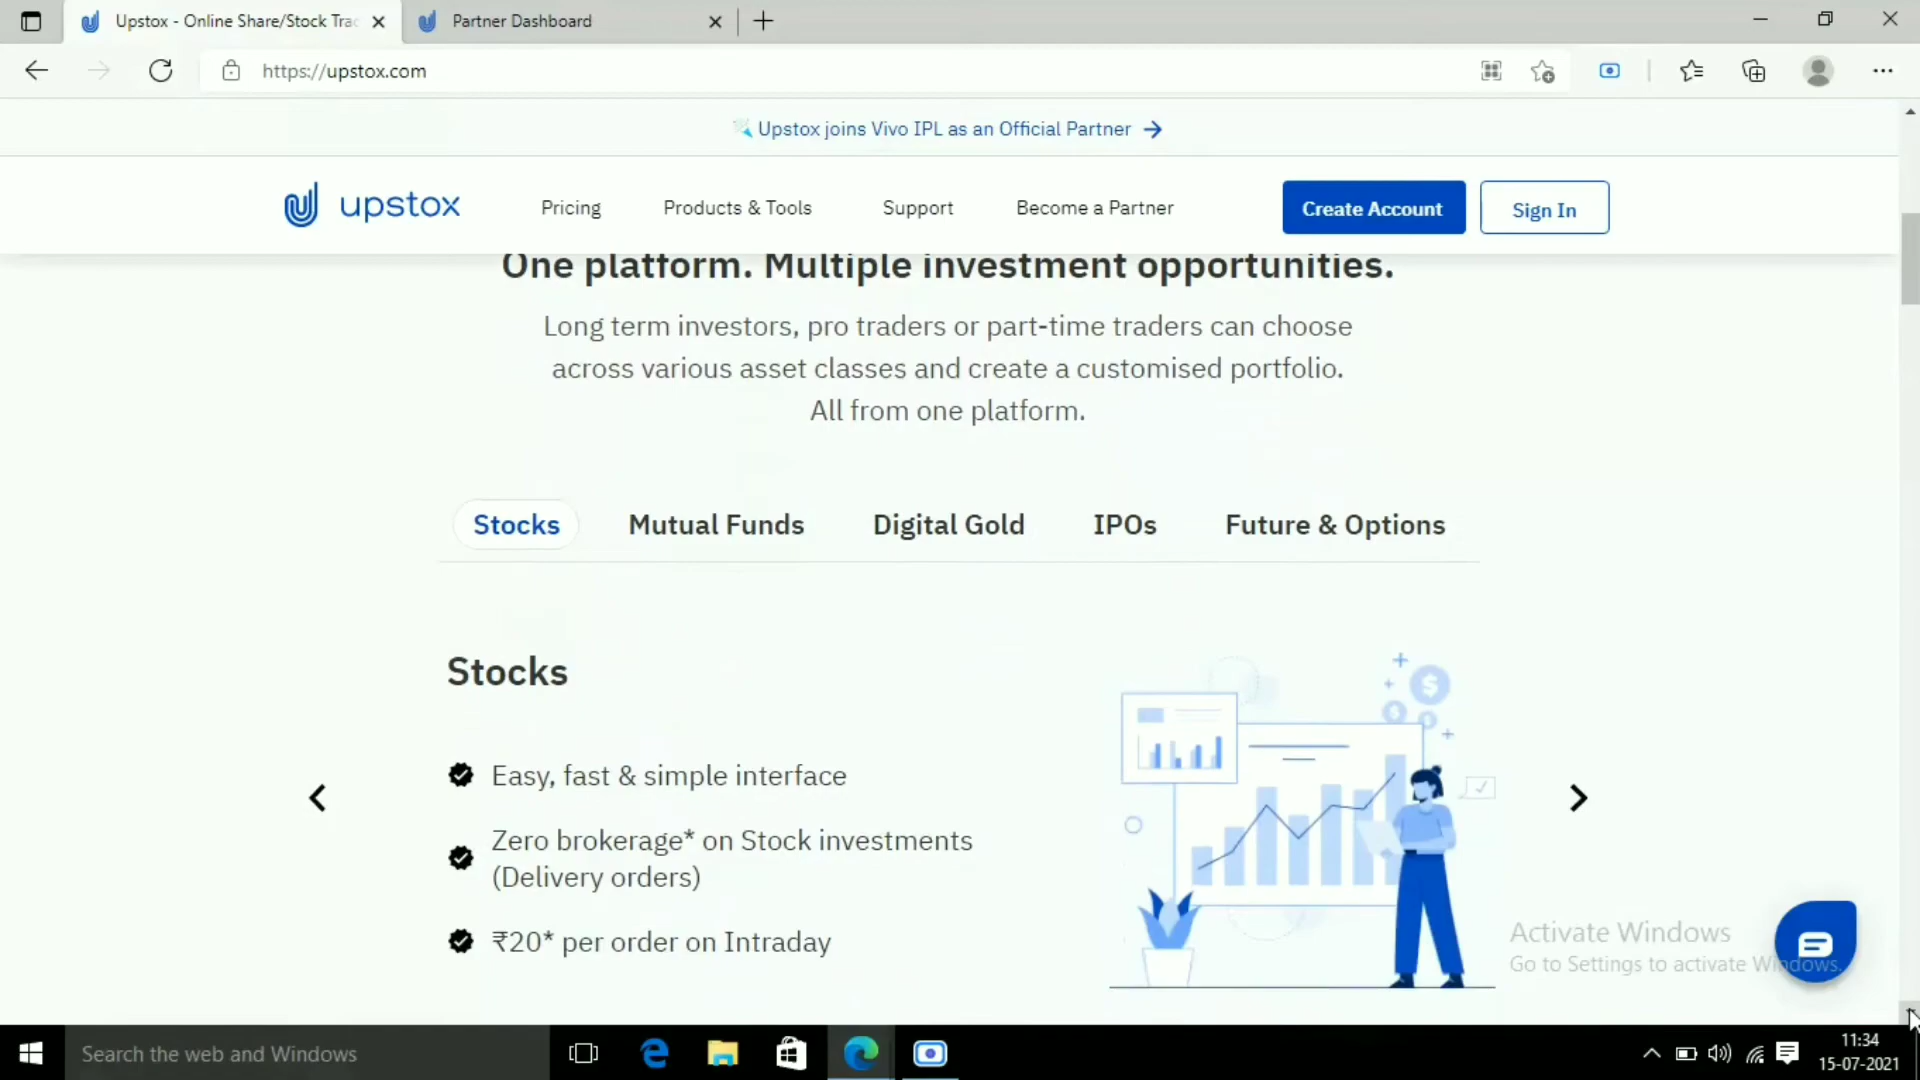 Upstox - Online Share/Stock Trac
Partner Dashboard
https://upstox.com
Upstox joins Vivo IPL as an Official Partner
upstox
Pricing
Products & Tools
Support
Become a Partner
Create Account
Sign In
One platform. Multiple investment opportunities.
Long term investors, pro traders or part-time traders can choose
across various asset classes and create a customised portfolio.
All from one platform.
Stocks
Mutual Funds
Digital Gold
IPOs
Future & Options
Stocks
Easy, fast & simple interface
Zero brokerage* on Stock investments
(Delivery orders)
₹20* per order on Intraday
Activate Windows
Go to Settings to activate Windows.
Search the web and Windows
11:34
15-07-2021